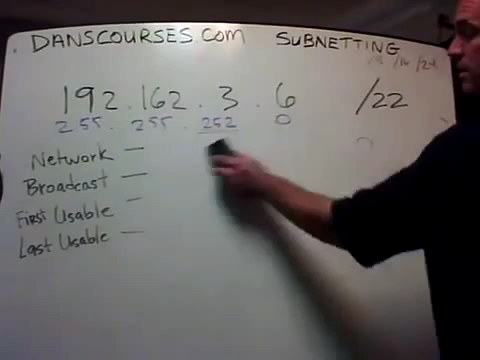 DANSCOURSES.COM SUBNETTING
192.162.3.6 /22
255.255.252 0
Network —
Broadcast —
First Usable —
Last Usable —